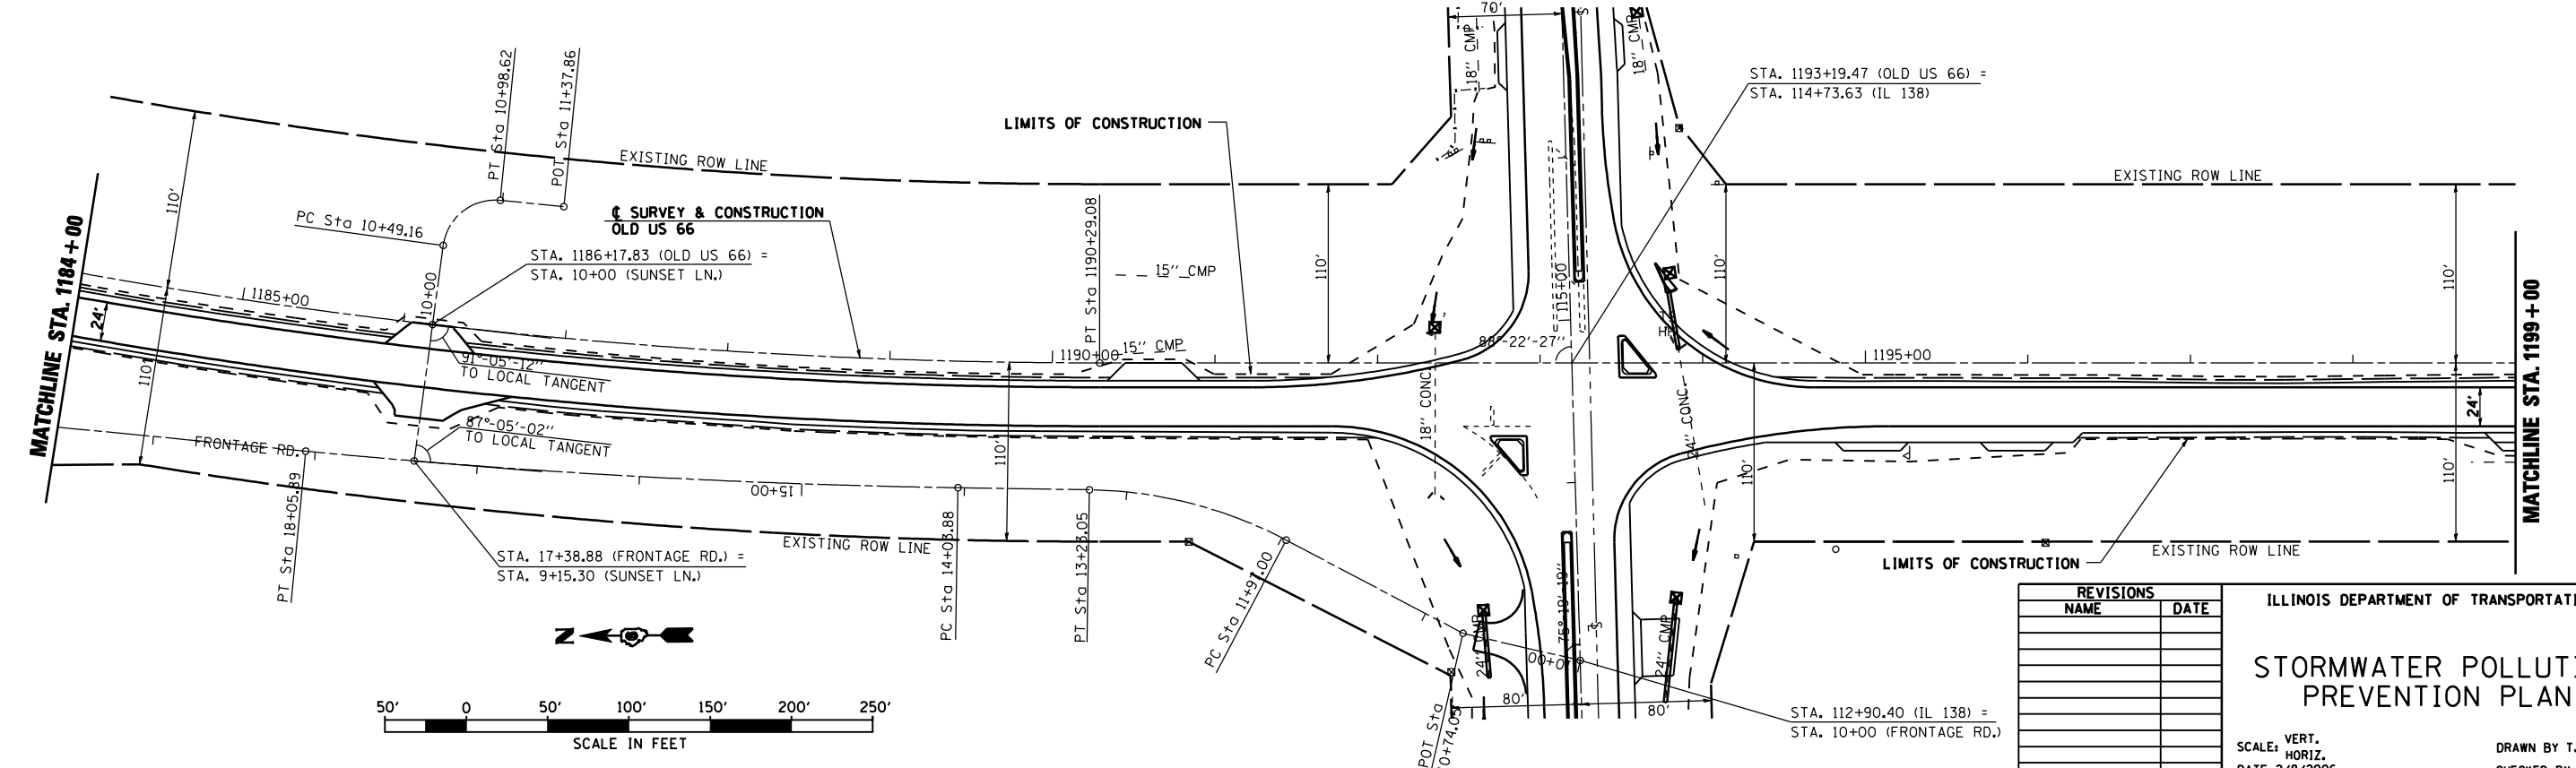 70'
18'' CMP
18'' CMP
STA. 1193+19.47 (OLD US 66) =
STA. 114+73.63 (IL 138)
PT Sta 10+98.62
POT Sta 11+37.86
LIMITS OF CONSTRUCTION
EXISTING ROW LINE
EXISTING ROW LINE
110'
PC Sta 10+49.16
℄ SURVEY & CONSTRUCTION
OLD US 66
STA. 1186+17.83 (OLD US 66) =
STA. 10+00 (SUNSET LN.)
PT Sta 1190+29.08
15'' CMP
110'
110'
110'
MATCHLINE STA. 1184+00
1185+00
10+00
115+00
24'
91°-05'-12''
TO LOCAL TANGENT
1190+00
15'' CMP
88°-22'-27''
1195+00
MATCHLINE STA. 1199+00
110'
18'' CONC.
24'' CONC.
24'
87°-05'-02''
TO LOCAL TANGENT
FRONTAGE RD.
110'
110'
110'
15+00
PT Sta 18+05.89
PC Sta 14+03.88
PT Sta 13+23.05
PC Sta 11+97.00
EXISTING ROW LINE
EXISTING ROW LINE
STA. 17+38.88 (FRONTAGE RD.) =
STA. 9+15.30 (SUNSET LN.)
LIMITS OF CONSTRUCTION
75°-19'-19''
24'' CMP
24'' CMP
10+00
N
80'
80'
POT Sta
STA. 112+90.40 (IL 138) =
STA. 10+00 (FRONTAGE RD.)
50' 0 50' 100' 150' 200' 250'
SCALE IN FEET
REVISIONS
NAME DATE
ILLINOIS DEPARTMENT OF TRANSPORTATI
STORMWATER POLLUTI
PREVENTION PLAN
SCALE: VERT.
HORIZ.
DRAWN BY T.